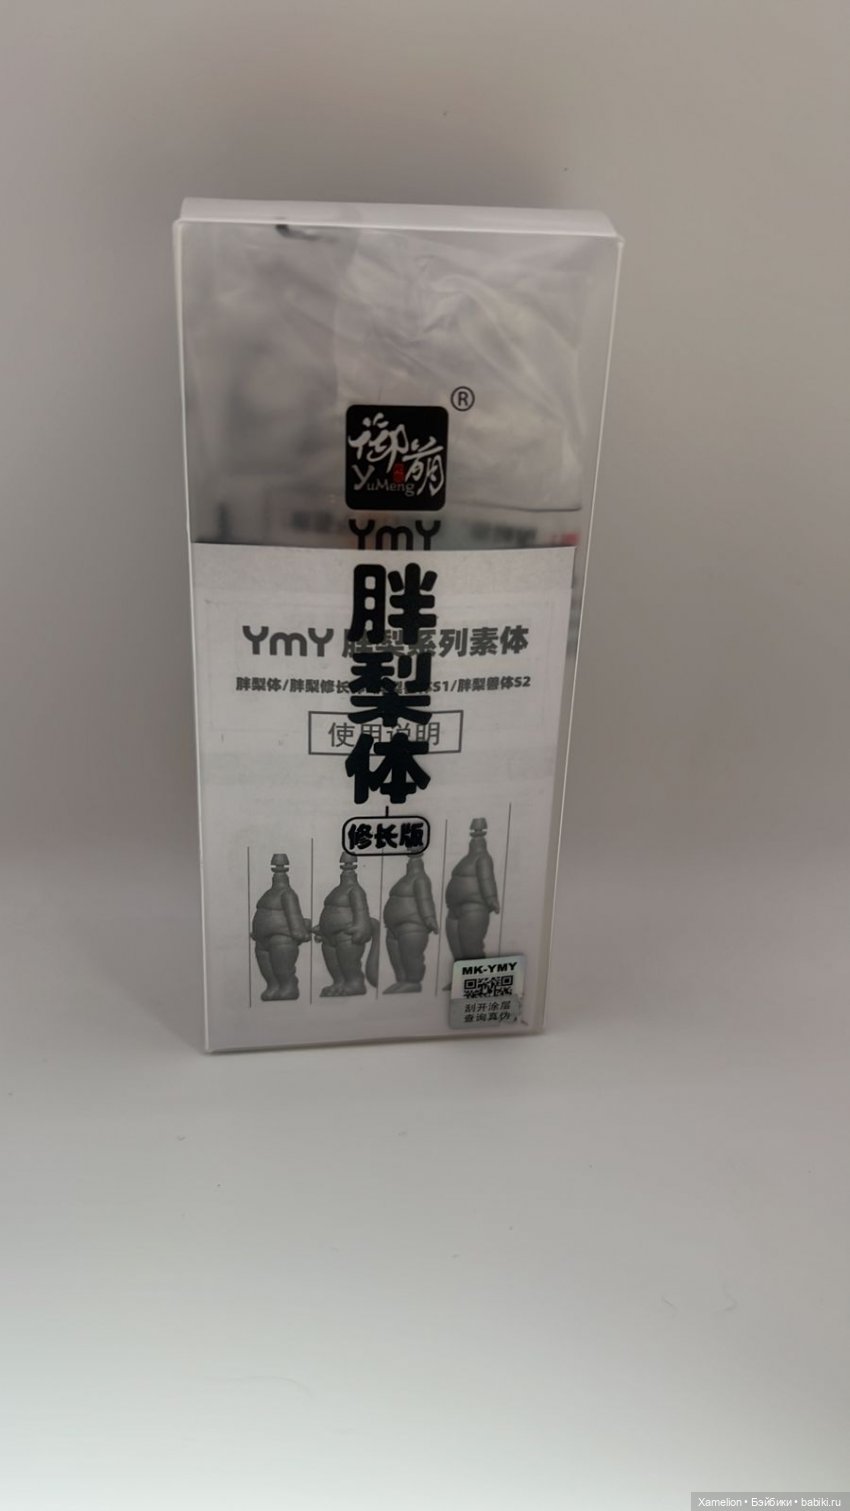 ®
御萌
YuMeng
YmY
胖
梨
体
修长版
YmY 胖梨系列素体
胖梨体/胖梨修长 S1/胖梨兽体S2
使用说明
MK-YMY
刮开涂层
查询真伪
Xamelion • Бэйбики • babiki.ru